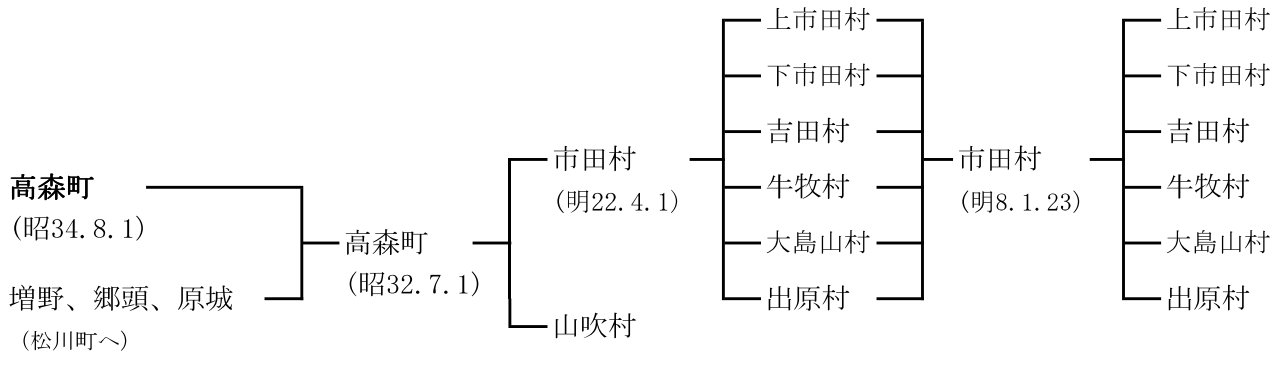 高森町
(昭34.8.1)
増野、郷頭、原城
(松川町へ)
高森町
(昭32.7.1)
市田村
(明22.4.1)
山吹村
上市田村
下市田村
吉田村
牛牧村
大島山村
出原村
市田村
(明8.1.23)
上市田村
下市田村
吉田村
牛牧村
大島山村
出原村